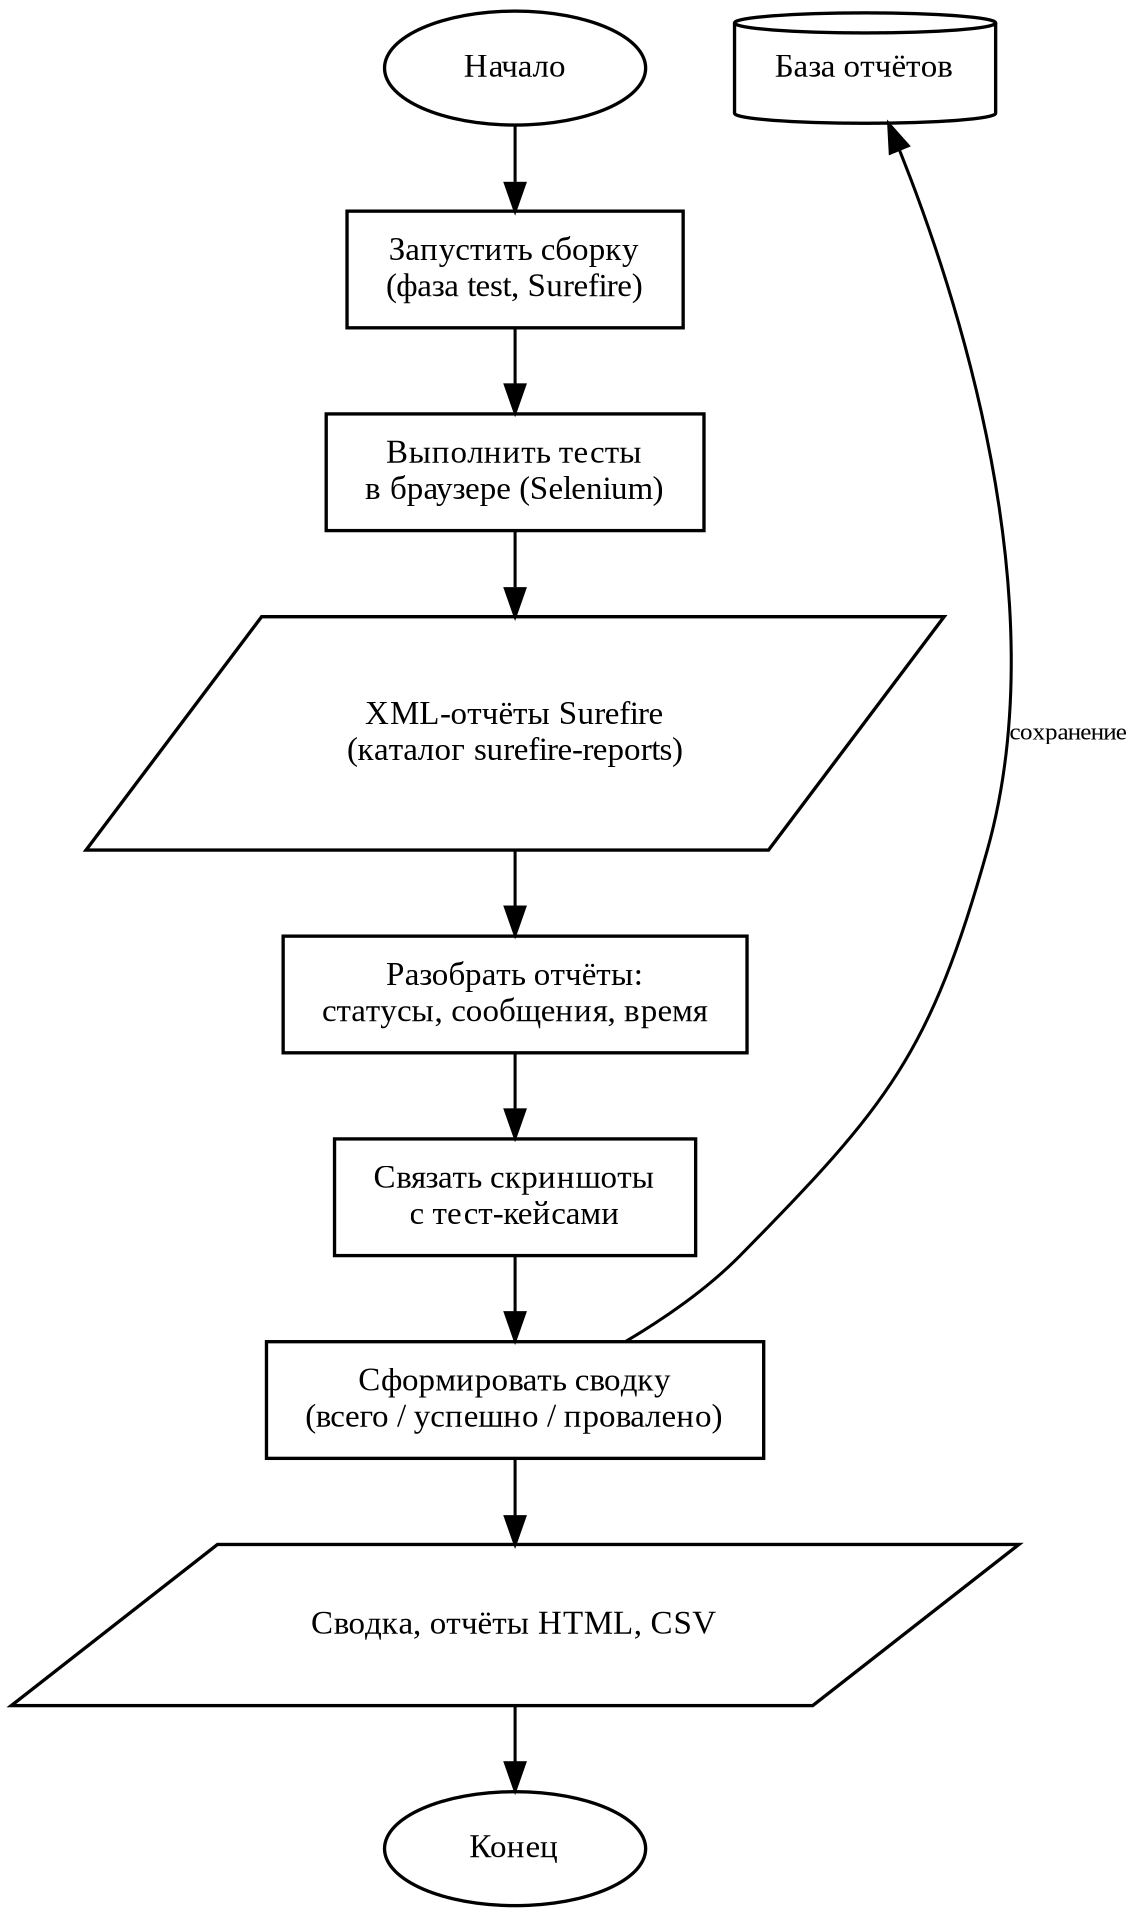 Начало
База отчётов
Запустить сборку
(фаза test, Surefire)
Выполнить тесты
в браузере (Selenium)
XML-отчёты Surefire
(каталог surefire-reports)
сохранение
Разобрать отчёты:
статусы, сообщения, время
Связать скриншоты
с тест-кейсами
Сформировать сводку
(всего / успешно / провалено)
Сводка, отчёты HTML, CSV
Конец